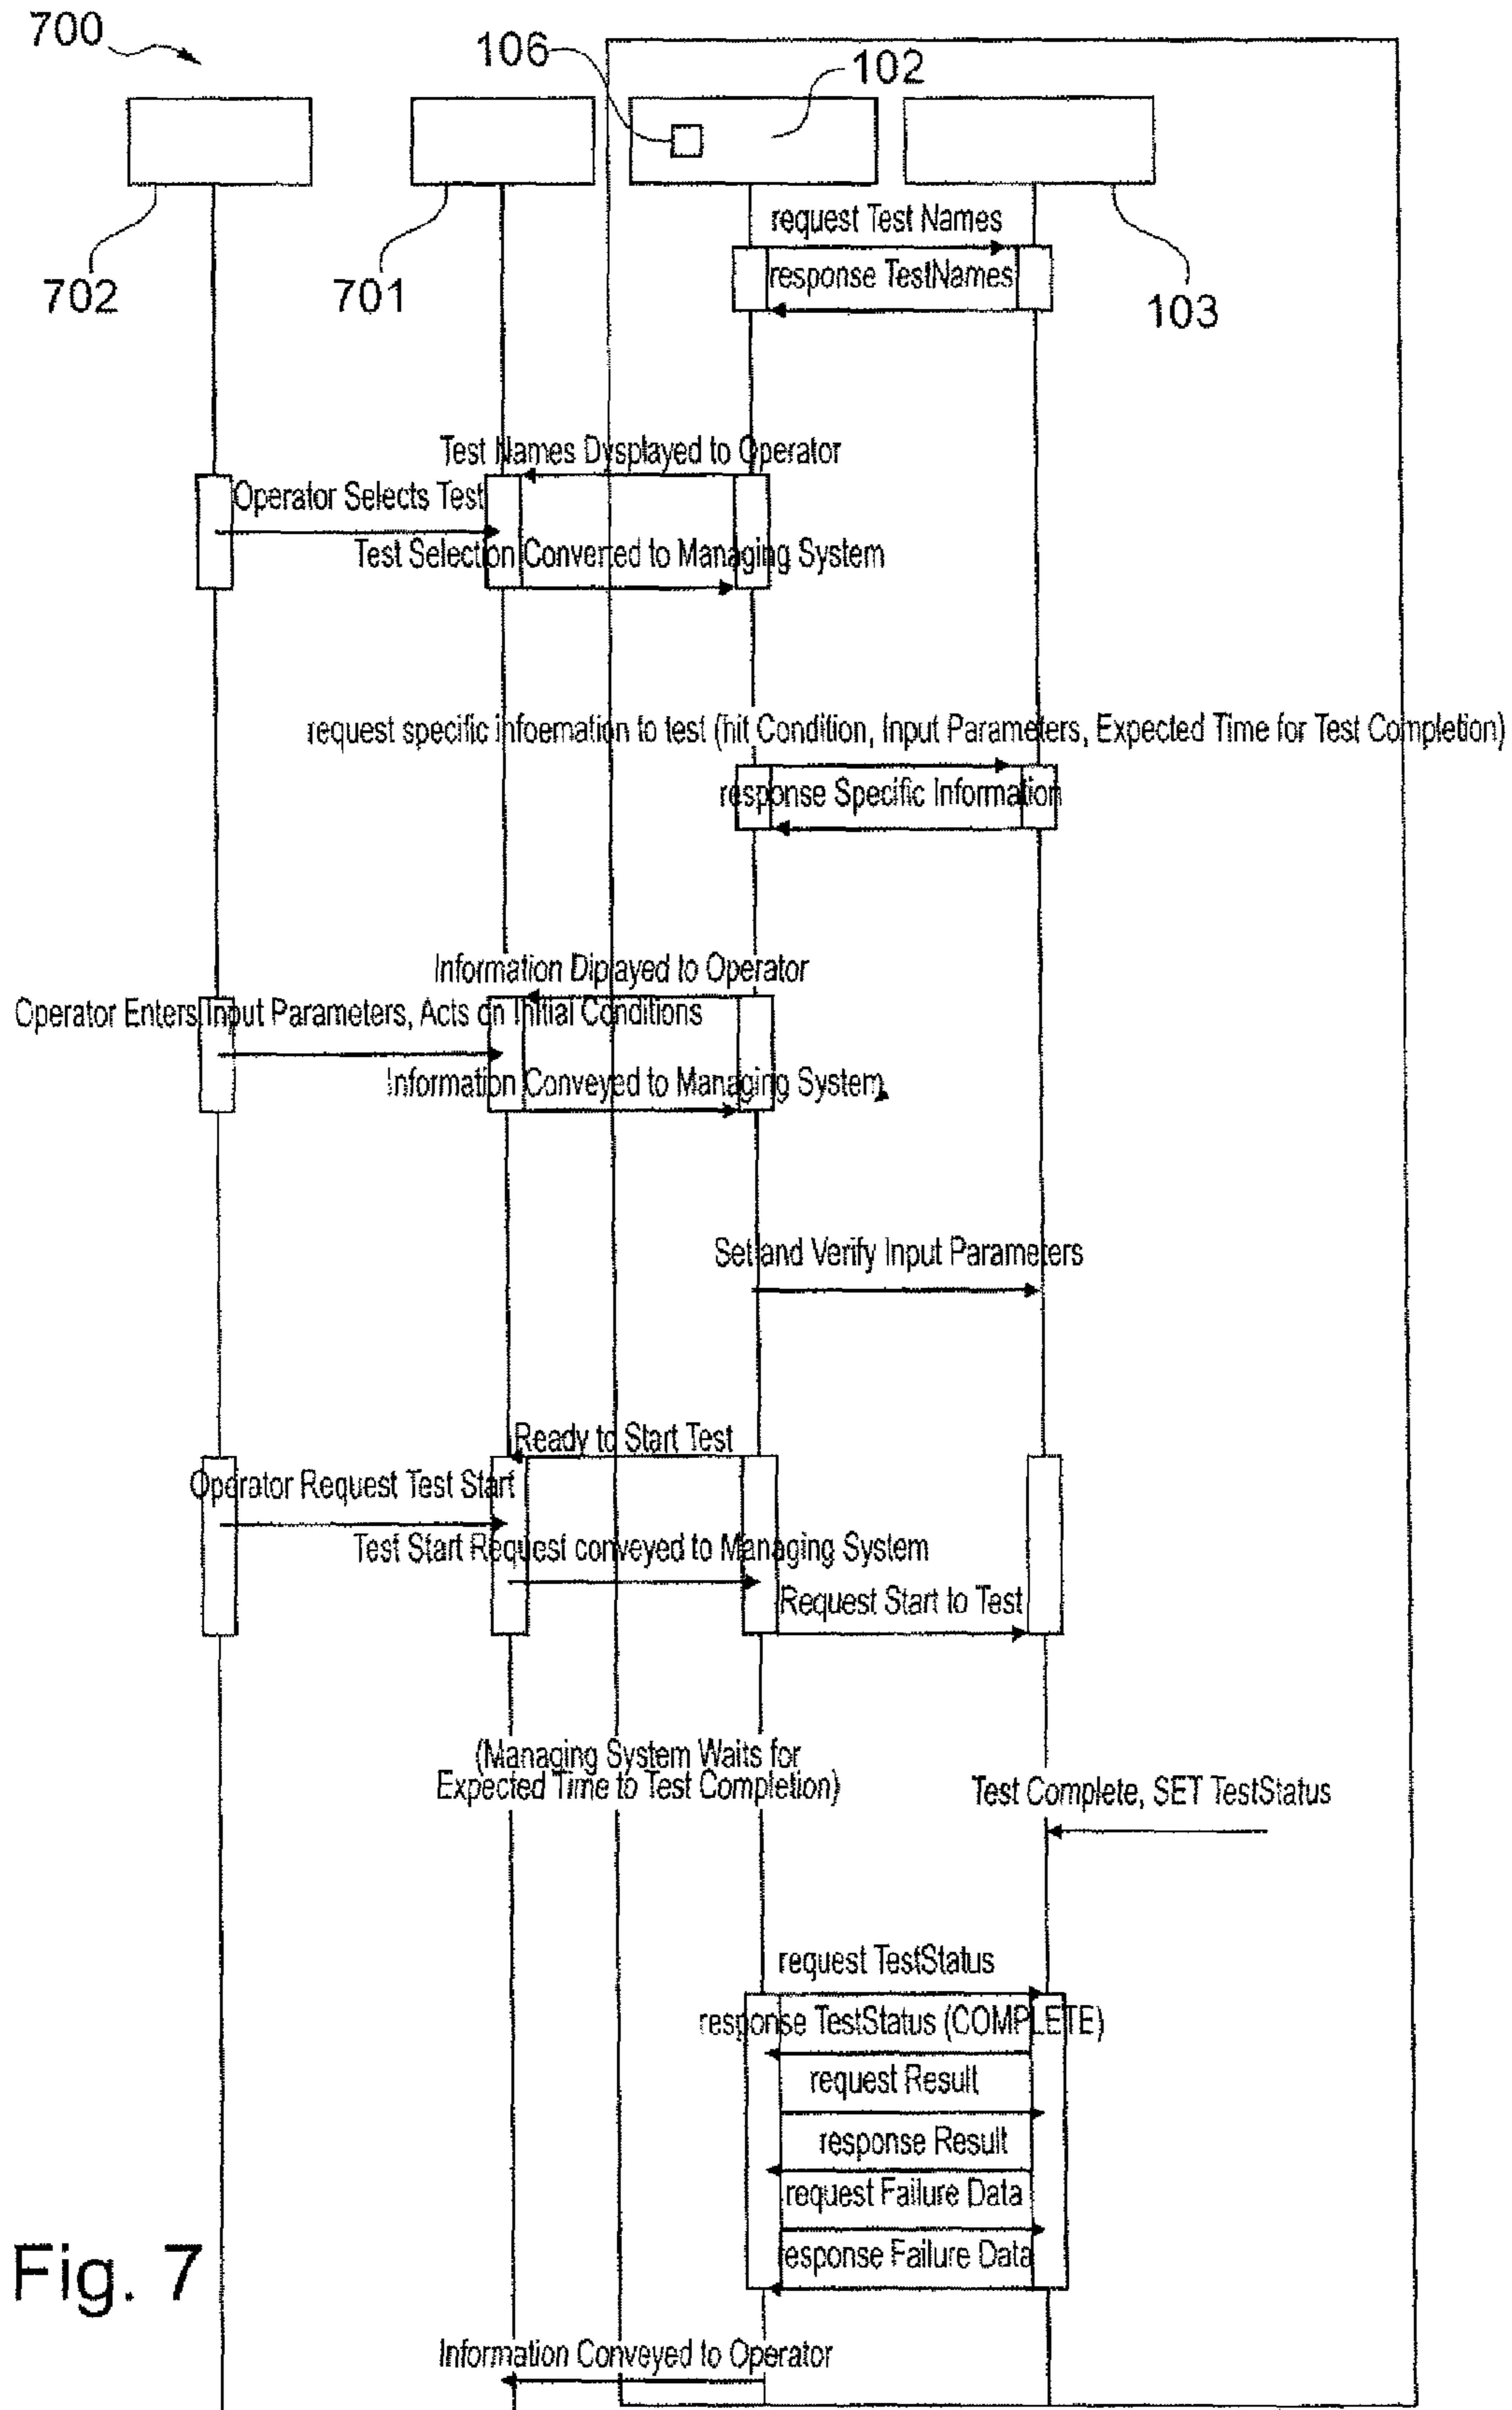 700
106
102
702
701
103
request Test Names
response TestNames
Test Names Dysplayed to Operator
Operator Selects Test
Test Selection Converted to Managing System
request specific infoemation to test (hit Condition, Input Parameters, Expected Time for Test Completion)
response Specific Information
Information Diplayed to Operator
Operator Enters Input Parameters, Acts on Initial Conditions
Information Conveyed to Managing System
Set and Verify Input Parameters
Ready to Start Test
Operator Request Test Start
Test Start Request conveyed to Managing System
Request Start to Test
(Managing System Waits for
Expected Time to Test Completion)
Test Complete, SET TestStatus
request TestStatus
response TestStatus (COMPLETE)
request Result
response Result
request Failure Data
response Failure Data
Information Conveyed to Operator
Fig. 7